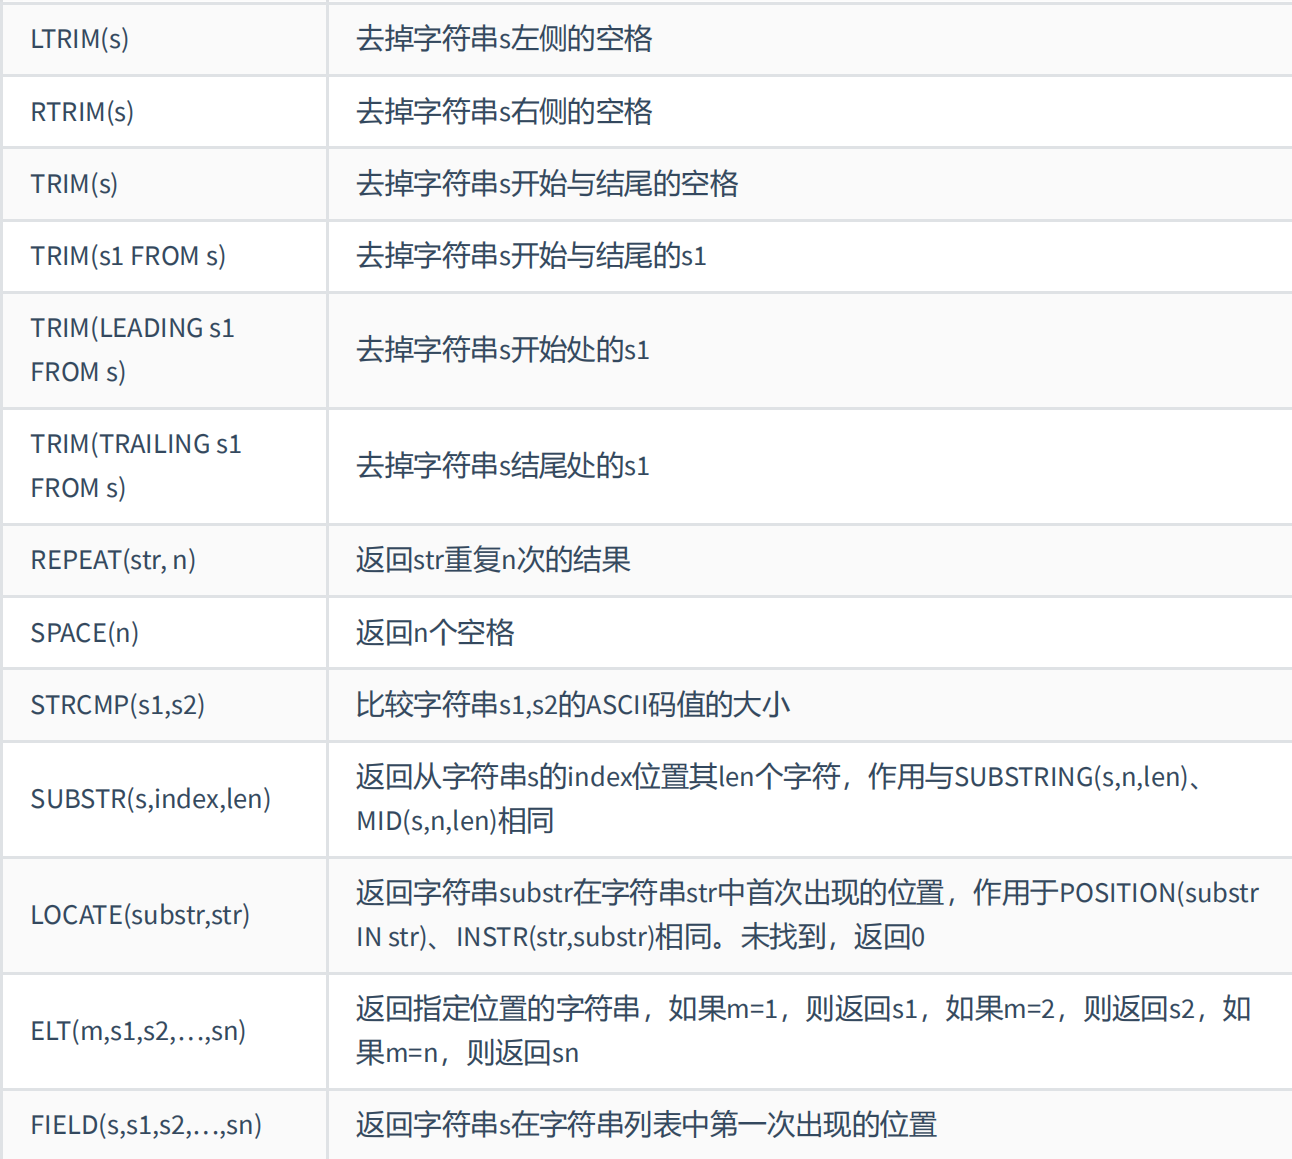 LTRIM(s)
去掉字符串s左侧的空格
RTRIM(s)
去掉字符串s右侧的空格
TRIM(s)
去掉字符串s开始与结尾的空格
TRIM(s1 FROM s)
去掉字符串s开始与结尾的s1
TRIM(LEADING s1
FROM s)
去掉字符串s开始处的s1
TRIM(TRAILING s1
FROM s)
去掉字符串s结尾处的s1
REPEAT(str, n)
返回str重复n次的结果
SPACE(n)
返回n个空格
STRCMP(s1,s2)
比较字符串s1,s2的ASCII码值的大小
SUBSTR(s,index,len)
返回从字符串s的index位置其len个字符，作用与SUBSTRING(s,n,len)、
MID(s,n,len)相同
LOCATE(substr,str)
返回字符串substr在字符串str中首次出现的位置，作用于POSITION(substr
IN str)、INSTR(str,substr)相同。未找到，返回0
ELT(m,s1,s2,…,sn)
返回指定位置的字符串，如果m=1，则返回s1，如果m=2，则返回s2，如
果m=n，则返回sn
FIELD(s,s1,s2,…,sn)
返回字符串s在字符串列表中第一次出现的位置